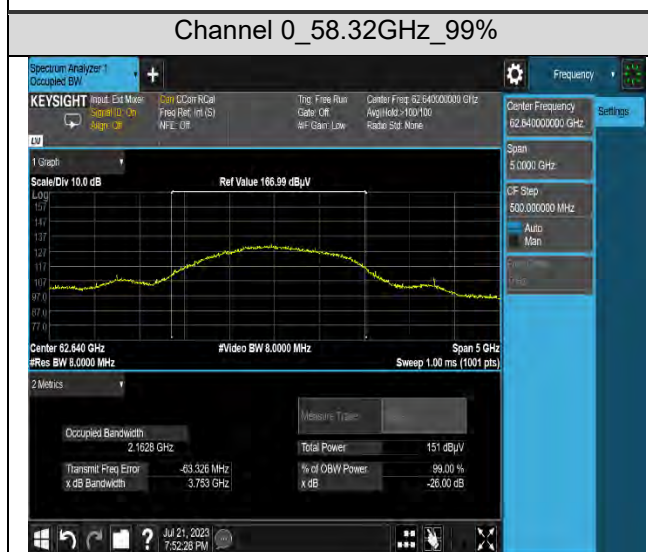 Channel 0_58.32GHz_99%
Spectrum Analyzer 1
Occupied BW
Frequency
KEYSIGHT Input: Ext Mixer
Signal ID: On
Align: Off
Corr CCorr RCal
Freq Ref: Int (S)
NFE: Off
Trig: Free Run
Gate: Off
#IF Gain: Low
Center Freq: 62.640000000 GHz
Avg|Hold:>100/100
Radio Std: None
Center Frequency
62.640000000 GHz
Settings
Span
5.0000 GHz
CF Step
500.000000 MHz
Auto
Man
1 Graph
Scale/Div 10.0 dB
Ref Value 166.99 dBµV
Log
157
147
137
127
117
107
97.0
87.0
77.0
Center 62.640 GHz
#Video BW 8.0000 MHz
Span 5 GHz
#Res BW 8.0000 MHz
Sweep 1.00 ms (1001 pts)
2 Metrics
Measure Trace
Occupied Bandwidth
2.1628 GHz
Total Power 151 dBµV
Transmit Freq Error -63.326 MHz
% of OBW Power 99.00 %
x dB Bandwidth 3.753 GHz
x dB -26.00 dB
Jul 21, 2023
7:52:28 PM